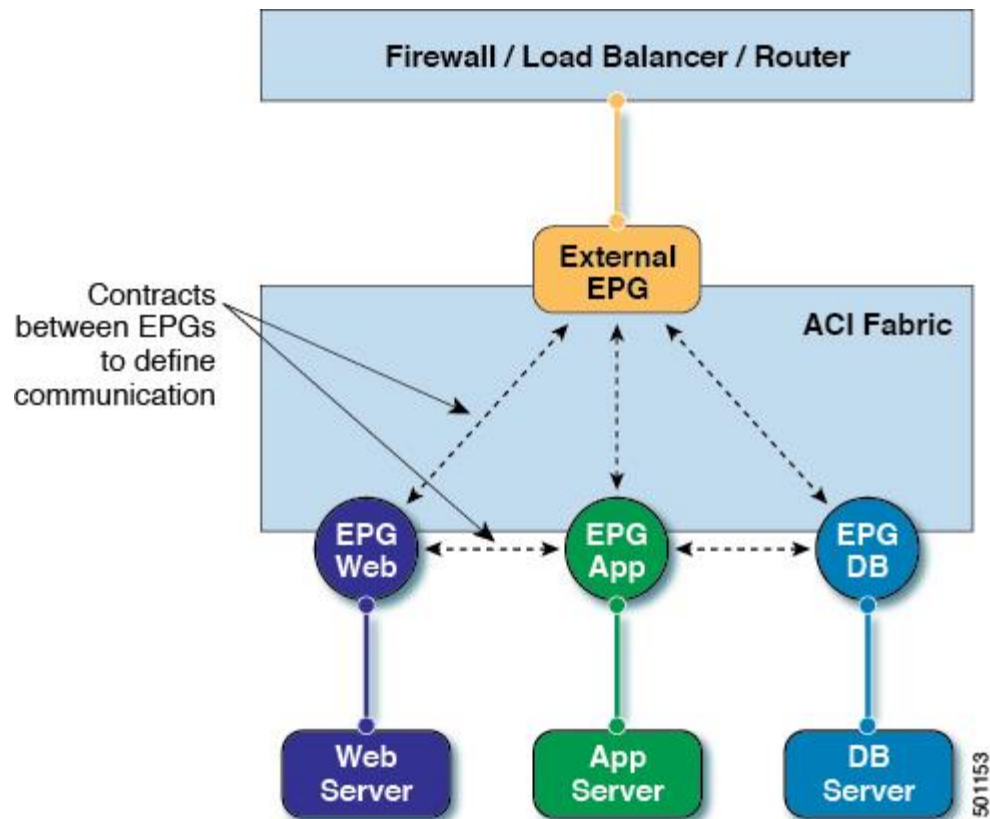 Firewall / Load Balancer / Router
External
EPG
ACI Fabric
Contracts
between EPGs
to define
communication
EPG
Web
EPG
App
EPG
DB
Web
Server
App
Server
DB
Server
501153